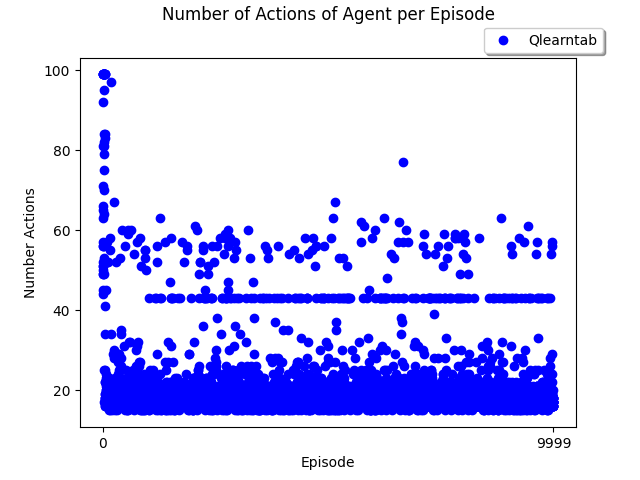 Number of Actions of Agent per Episode
Qlearntab
100
80
60
40
20
Number Actions
0
9999
Episode